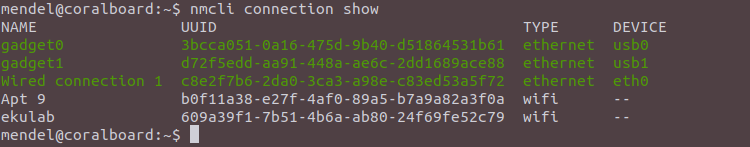 mendel@coralboard:~$ nmcli connection show
NAME                UUID                                  TYPE      DEVICE
gadget0             3bcca051-0a16-475d-9b40-d51864531b61  ethernet  usb0
gadget1             d72f5edd-aa91-448a-ae6c-2dd1689ace88  ethernet  usb1
Wired connection 1  c8e2f7b6-2da0-3ca3-a98e-c83ed53a5f72  ethernet  eth0
Apt 9               b0f11a38-e27f-4af0-89a5-b7a9a82a3f0a  wifi      --
ekulab              609a39f1-7b51-4b6a-ab80-24f69fe52c79  wifi      --
mendel@coralboard:~$